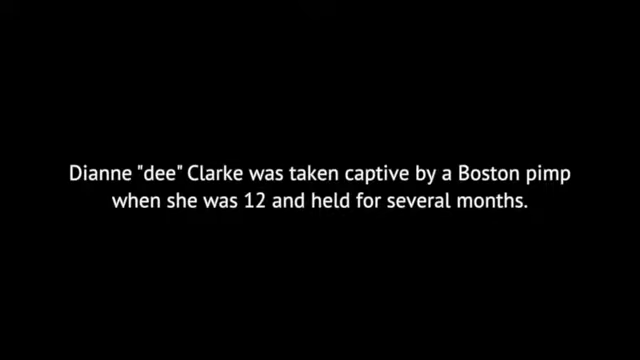 Dianne "dee" Clarke was taken captive by a Boston pimp
when she was 12 and held for several months.